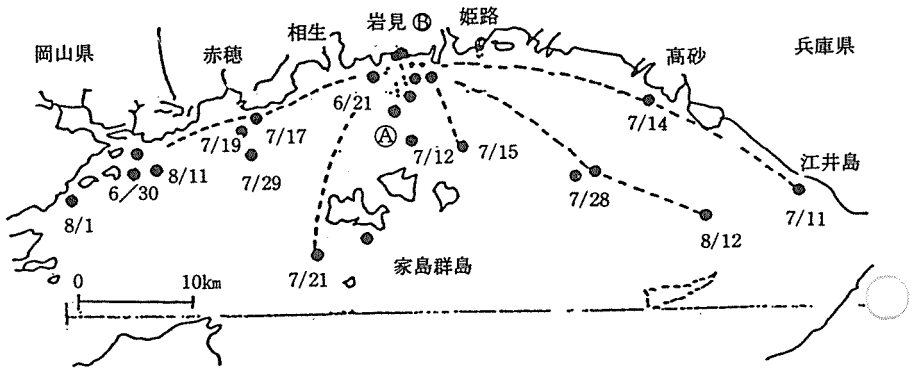 岡山県
赤穂
相生
岩見 Ⓑ
姫路
高砂
兵庫県
6/21
7/14
7/19
7/17
Ⓐ
7/12
7/15
江井島
6/30
8/11
7/29
7/28
7/11
8/1
8/12
7/21
家島群島
0
10km